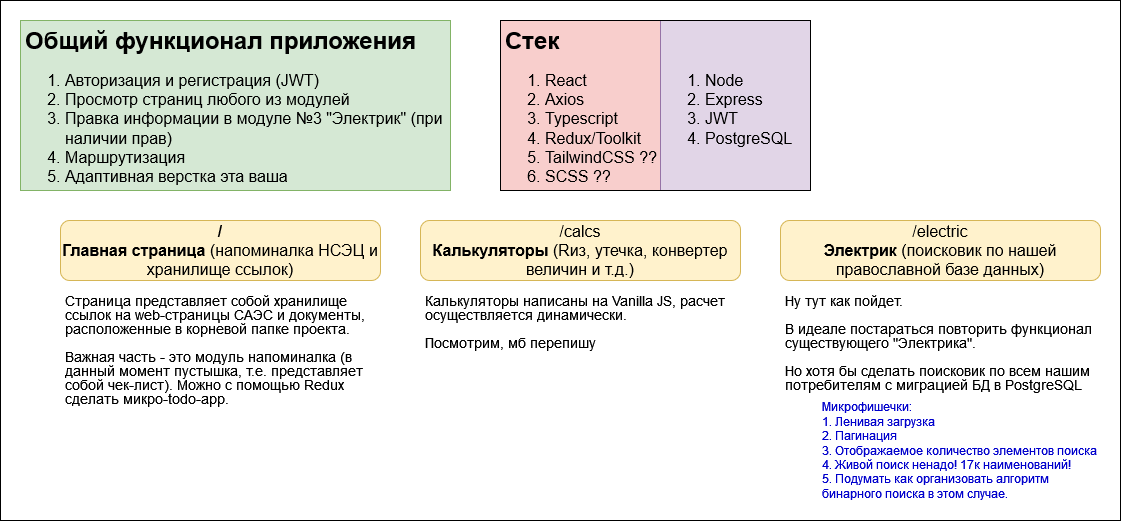 Общий функционал приложения
1. Авторизация и регистрация (JWT)
2. Просмотр страниц любого из модулей
3. Правка информации в модуле №3 "Электрик" (при
наличии прав)
4. Маршрутизация
5. Адаптивная верстка эта ваша
Стек
1. React
2. Axios
3. Typescript
4. Redux/Toolkit
5. TailwindCSS ??
6. SCSS ??
1. Node
2. Express
3. JWT
4. PostgreSQL
/
Главная страница (напоминалка НСЭЦ и
хранилище ссылок)
Страница представляет собой хранилище
ссылок на web-страницы САЭС и документы,
расположенные в корневой папке проекта.
Важная часть - это модуль напоминалка (в
данный момент пустышка, т.е. представляет
собой чек-лист). Можно с помощью Redux
сделать микро-todo-app.
/calcs
Калькуляторы (Rиз, утечка, конвертер
величин и т.д.)
Калькуляторы написаны на Vanilla JS, расчет
осуществляется динамически.
Посмотрим, мб перепишу
/electric
Электрик (поисковик по нашей
православной базе данных)
Ну тут как пойдет.
В идеале постараться повторить функционал
существующего "Электрика".
Но хотя бы сделать поисковик по всем нашим
потребителям с миграцией БД в PostgreSQL
Микрофишечки:
1. Ленивая загрузка
2. Пагинация
3. Отображаемое количество элементов поиска
4. Живой поиск ненадо! 17к наименований!
5. Подумать как организовать алгоритм
бинарного поиска в этом случае.